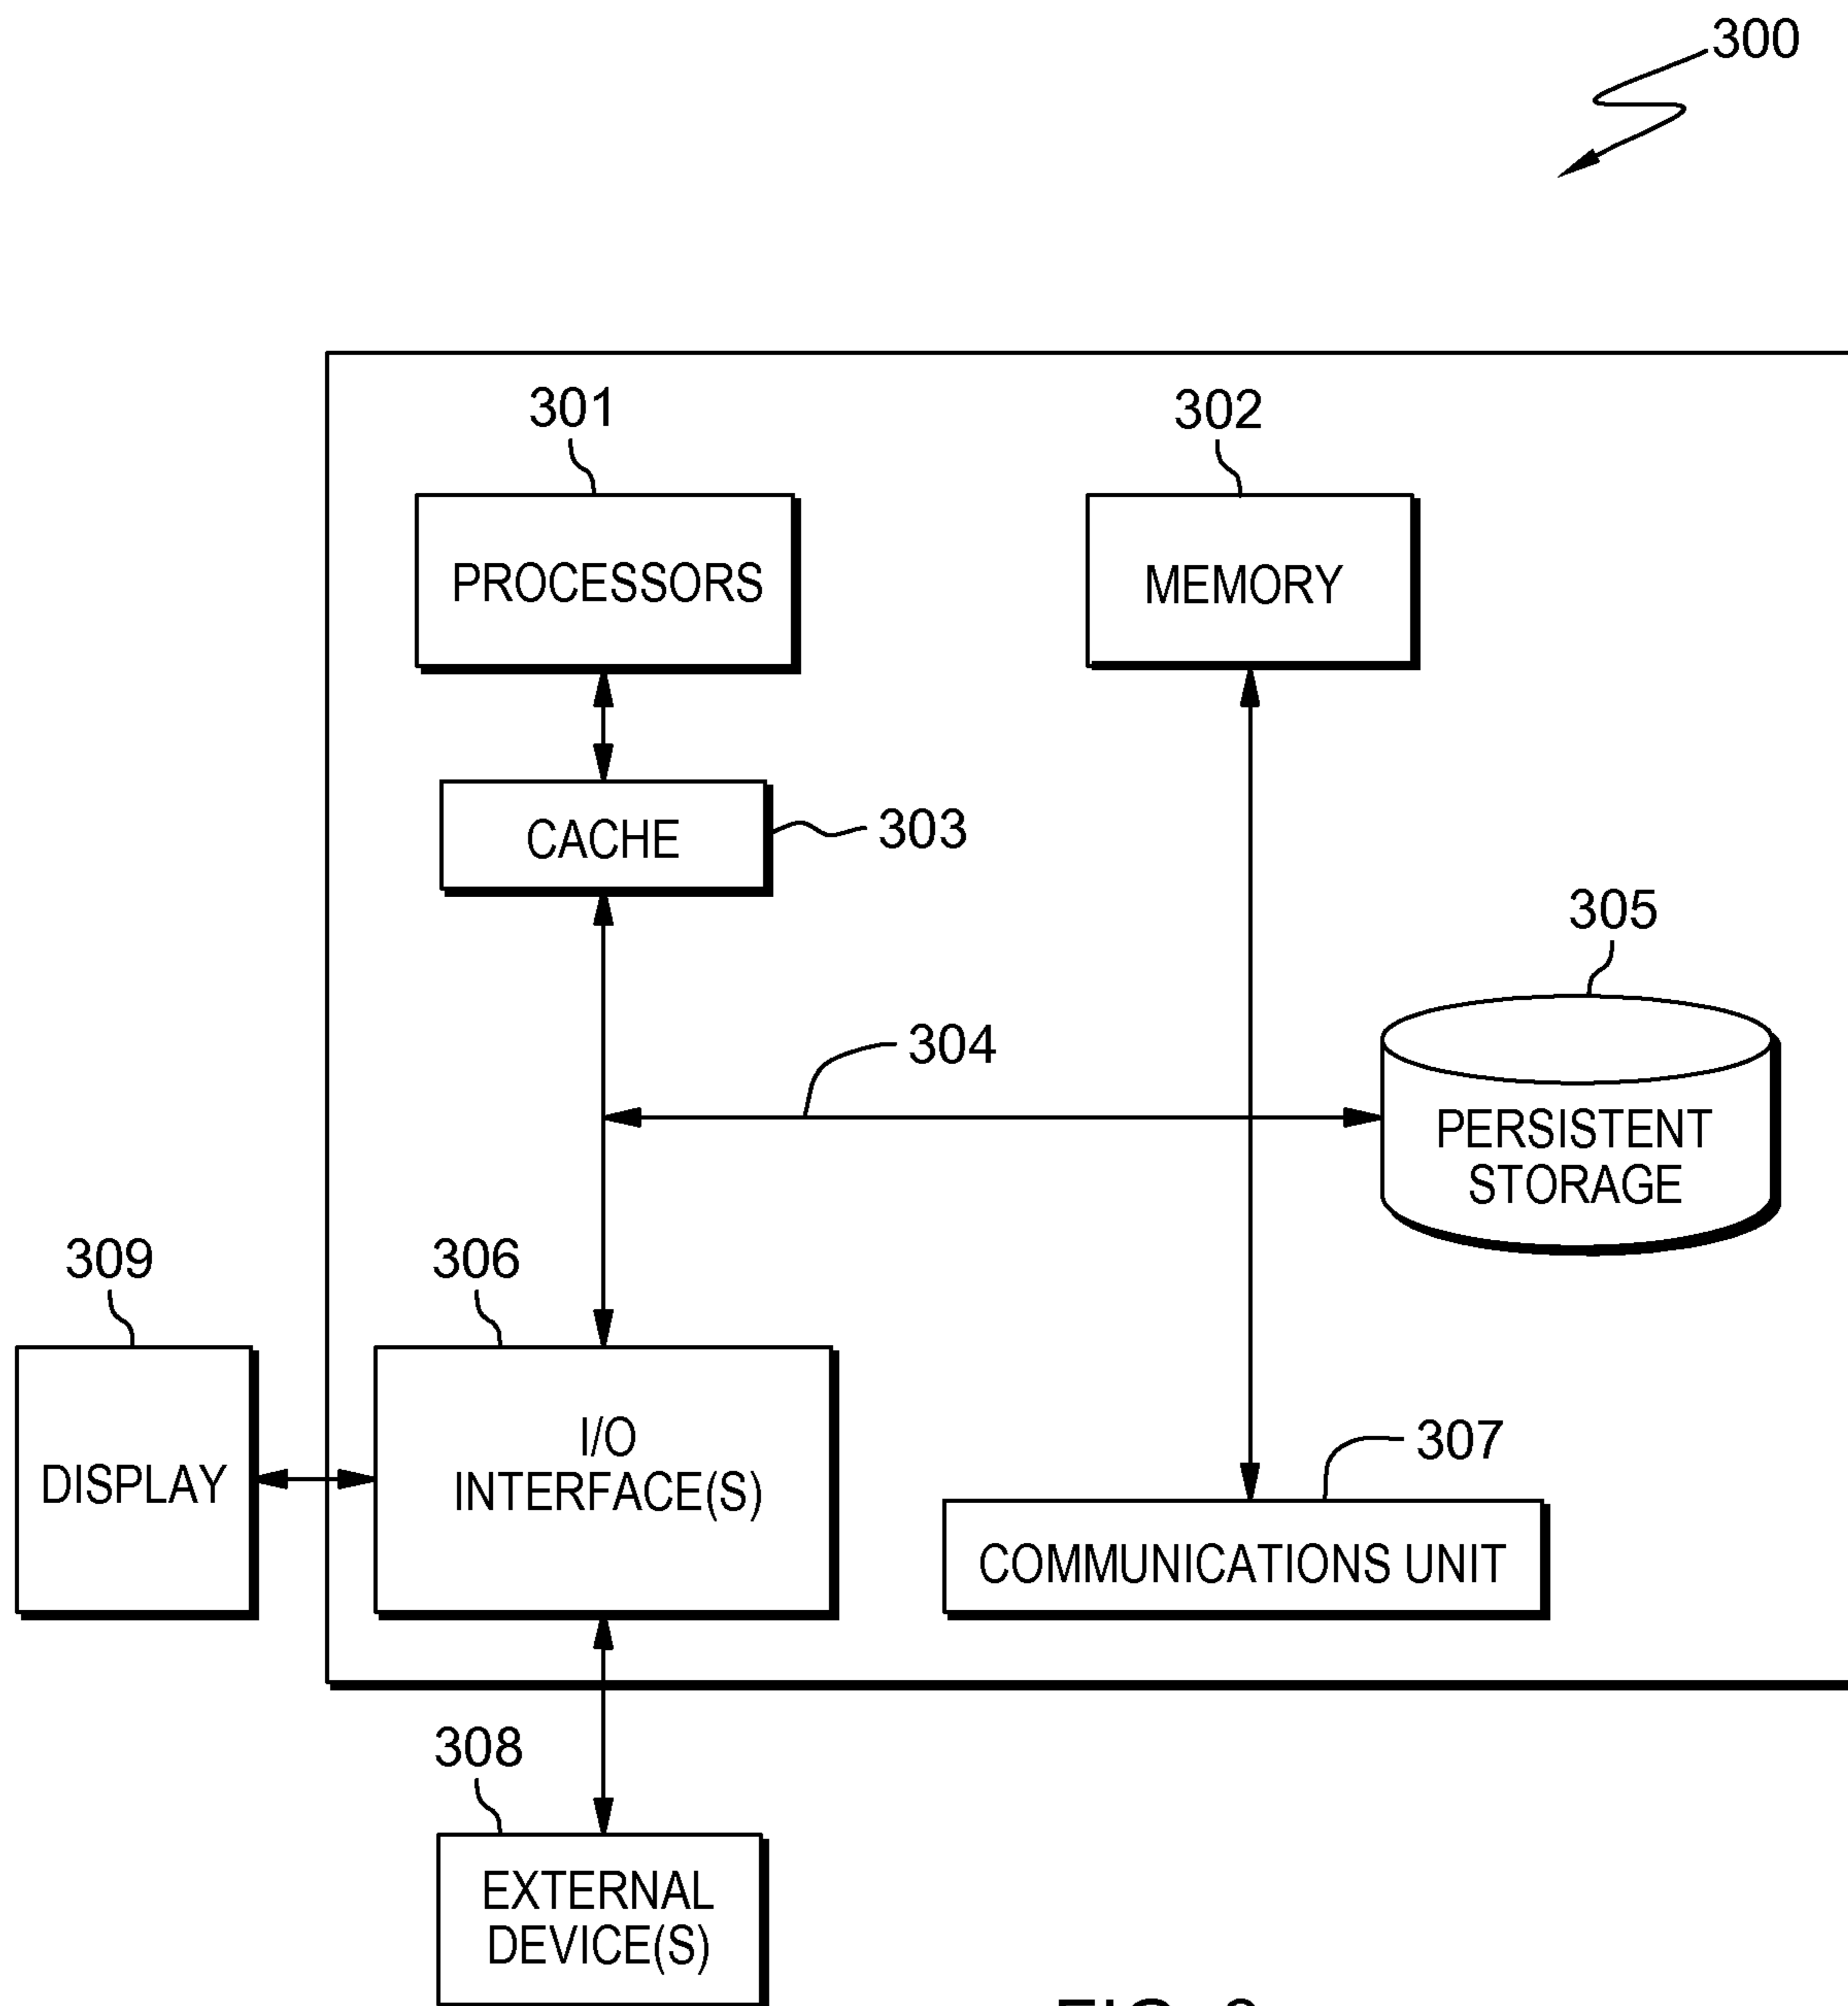 300
301
302
PROCESSORS
MEMORY
CACHE
303
305
304
PERSISTENT
STORAGE
309
306
DISPLAY
I/O
INTERFACE(S)
307
COMMUNICATIONS UNIT
308
EXTERNAL
DEVICE(S)
FIG.